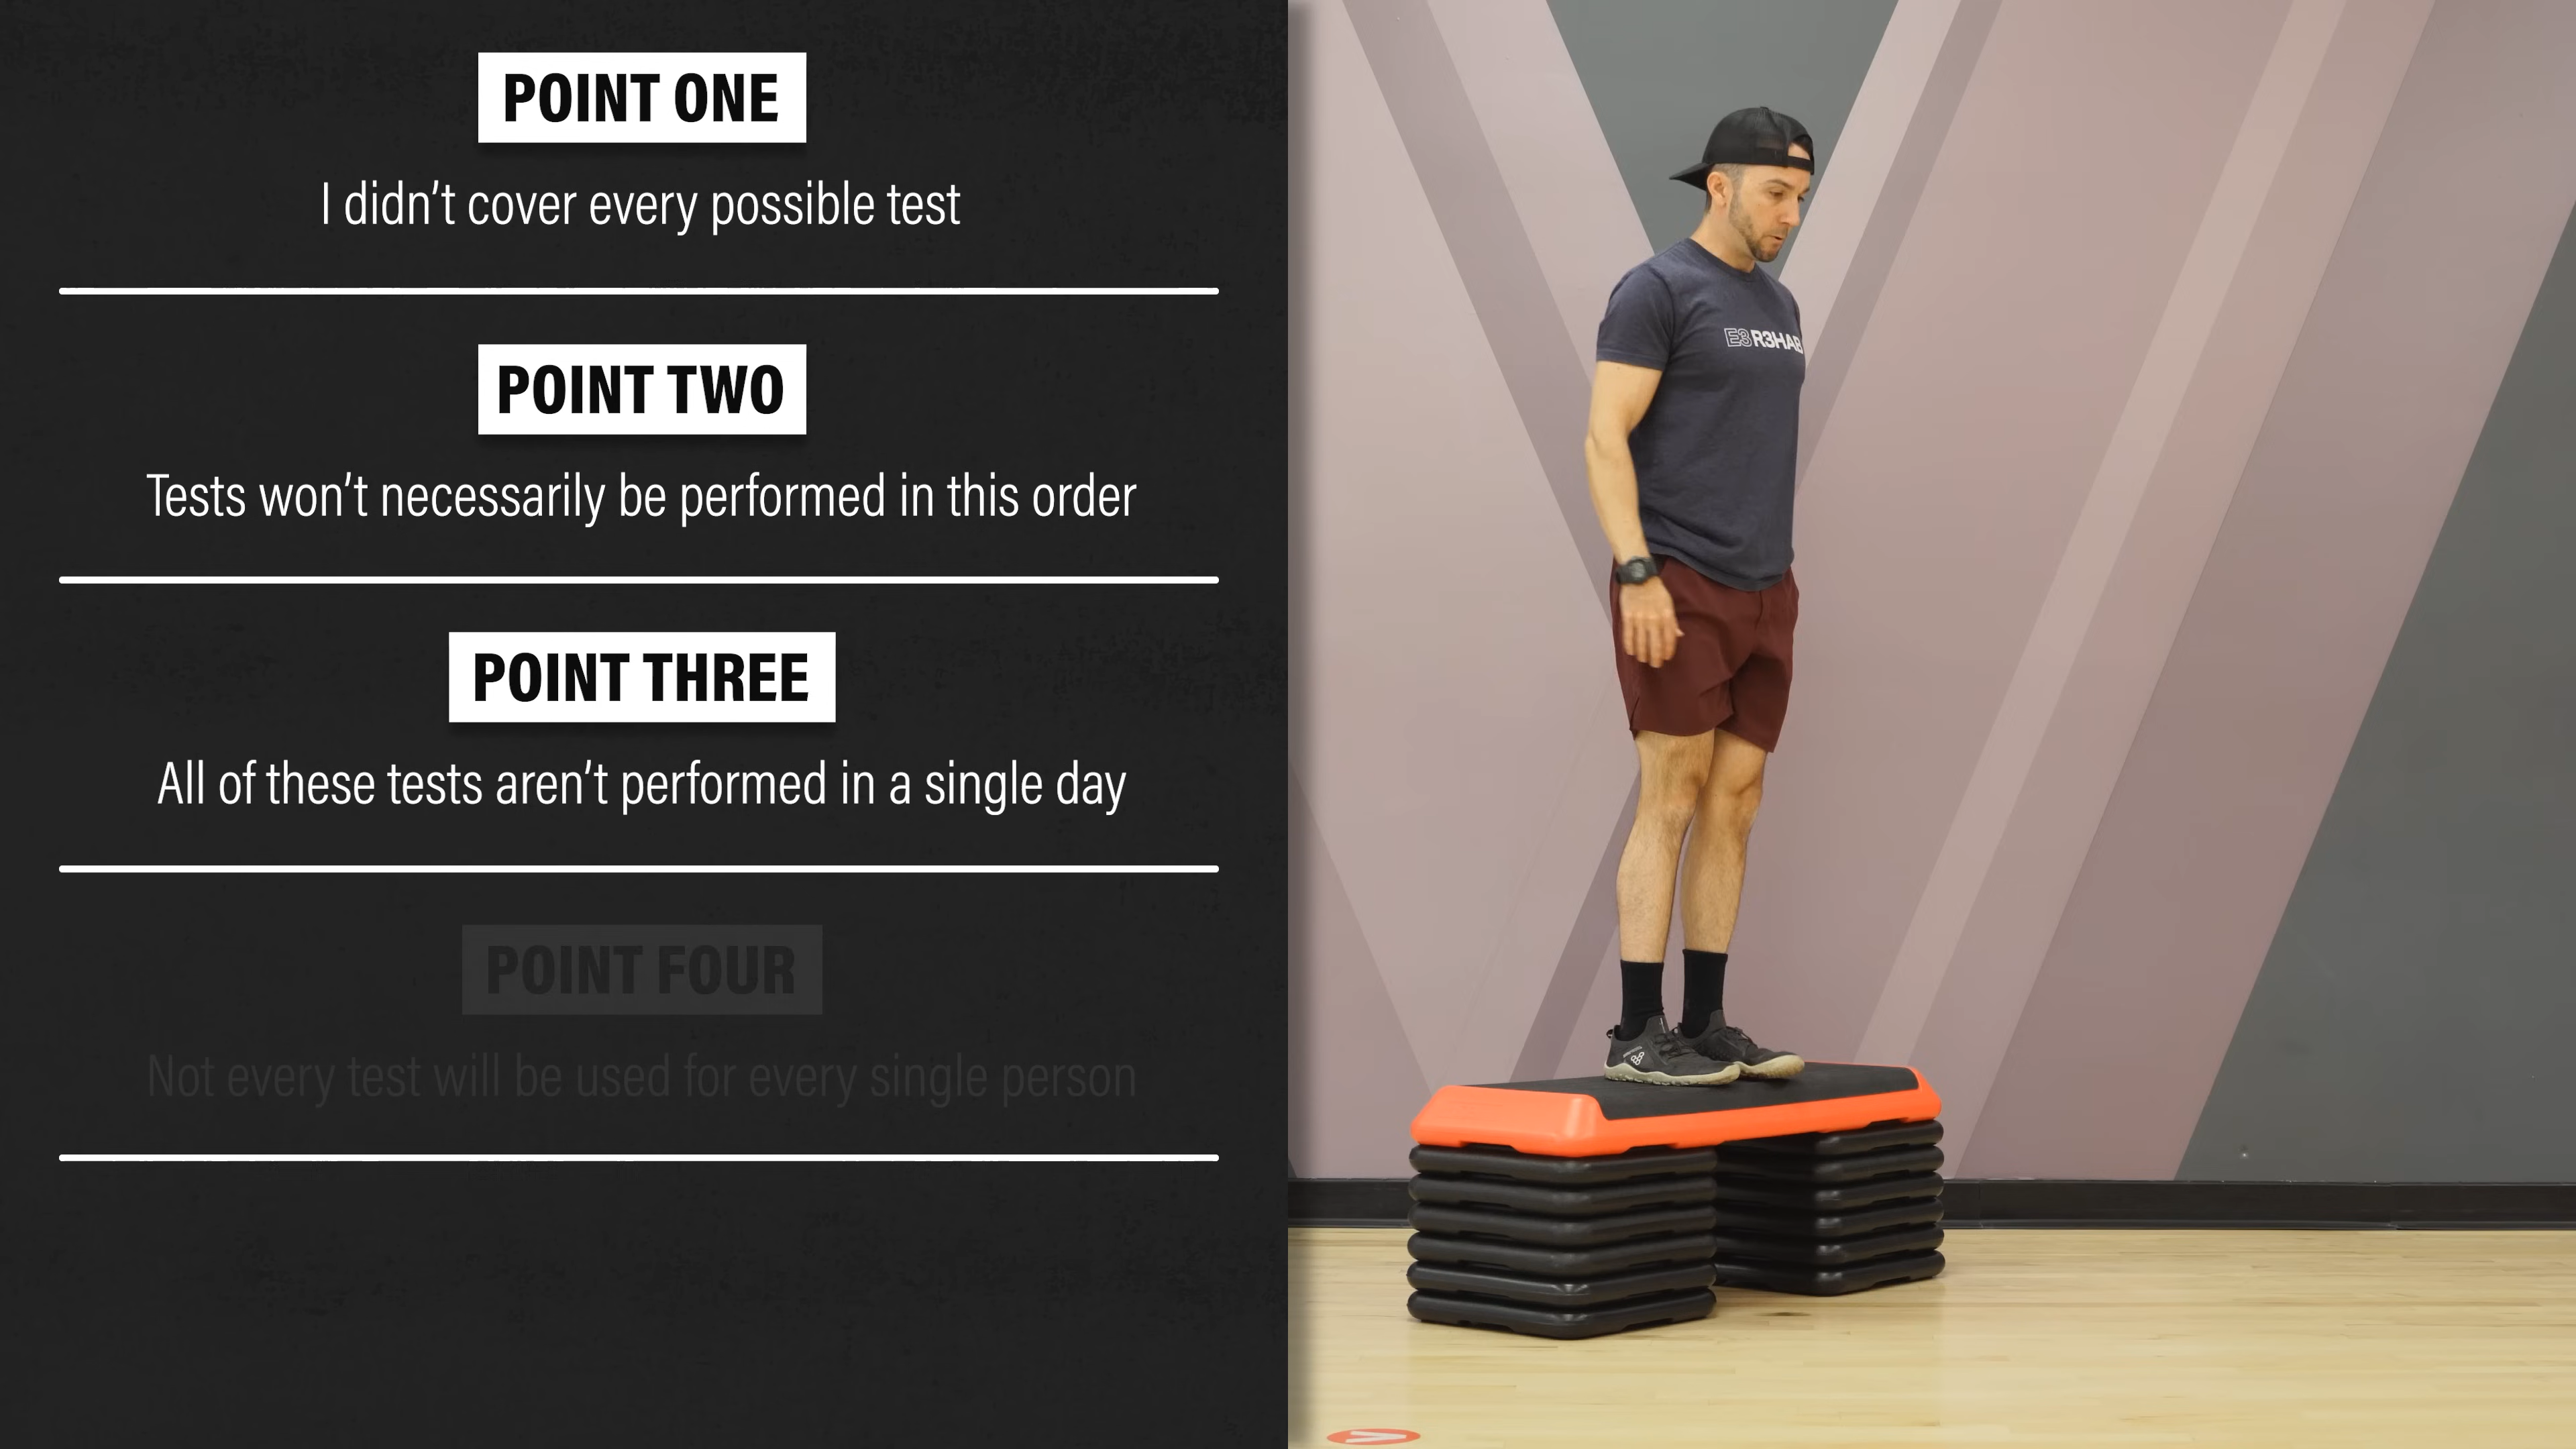 POINT ONE
I didn’t cover every possible test
POINT TWO
Tests won’t necessarily be performed in this order
POINT THREE
All of these tests aren’t performed in a single day
POINT FOUR
Not every test will be used for every single person
E3 R3HAB